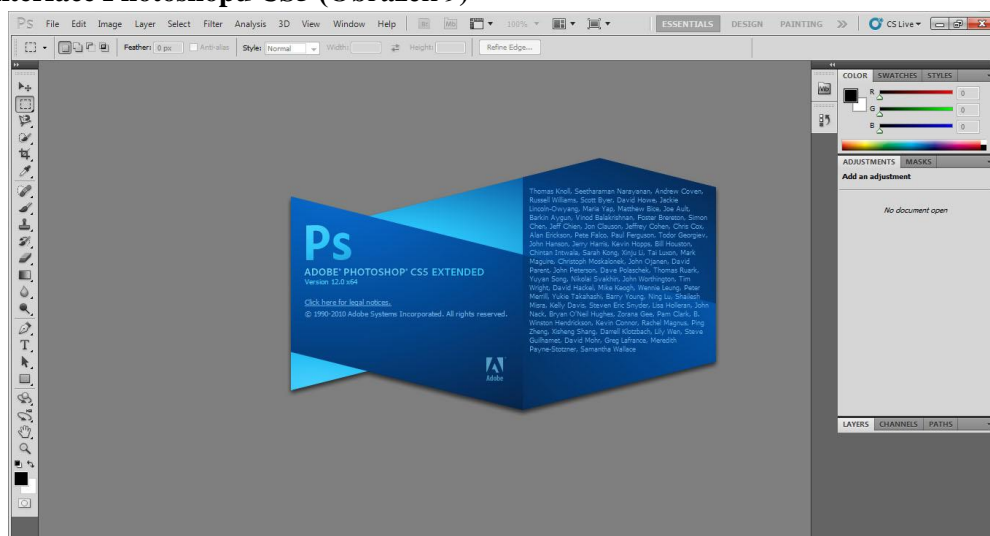 Interface Photoshopu CS5 (Obrázek 9)
PS File Edit Image Layer Select Filter Analysis 3D View Window Help Br Mb 100% ESSENTIALS DESIGN PAINTING CS Live
Feather: 0 px Anti-alias Style: Normal Width: Height: Refine Edge...
COLOR SWATCHES STYLES
R 0
G 0
B 0
ADJUSTMENTS MASKS
Add an adjustment
No document open
LAYERS CHANNELS PATHS
Ps
ADOBE® PHOTOSHOP® CS5 EXTENDED
Version 12.0 x64
Click here for legal notices.
© 1990-2010 Adobe Systems Incorporated. All rights reserved.
Adobe
Thomas Knoll, Seetharaman Narayanan, Andrew Coven,
Russell Williams, Scott Byer, David Howe, Jackie
Lincoln-Owyang, Maria Yap, Matthew Bice, Joe Ault,
Barkin Aygun, Vinod Balakrishnan, Foster Brereton, Simon
Chen, Jeff Chien, Jon Clauson, Jeffrey Cohen, Chris Cox,
Alan Erickson, Pete Falco, Paul Ferguson, Todor Georgiev,
John Hanson, Jerry Harris, Kevin Hopps, Bill Houston,
Chintan Intwala, Sarah Kong, Xinju Li, Tai Luxon, Mark
Maguire, Christoph Moskalonek, John Ojanen, David
Parent, John Peterson, Dave Polaschek, Thomas Ruark,
Yuyan Song, Nikolai Svakhin, John Worthington, Tim
Wright, David Hackel, Mike Keogh, Wennie Leung, Peter
Merrill, Yukie Takahashi, Barry Young, Ning Lu, Shailesh
Misra, Kelly Davis, Steven Eric Snyder, Lisa Holleran, John
Nack, Bryan O'Neil Hughes, Zorana Gee, Pam Clark, B.
Winston Hendrickson, Kevin Connor, Rachel Magnus, Ping
Zheng, Xisheng Shang, Darrell Klotzbach, Lily Wen, Steve
Guilhamet, David Mohr, Greg Lafrance, Meredith
Payne-Stotzner, Samantha Wallace
T